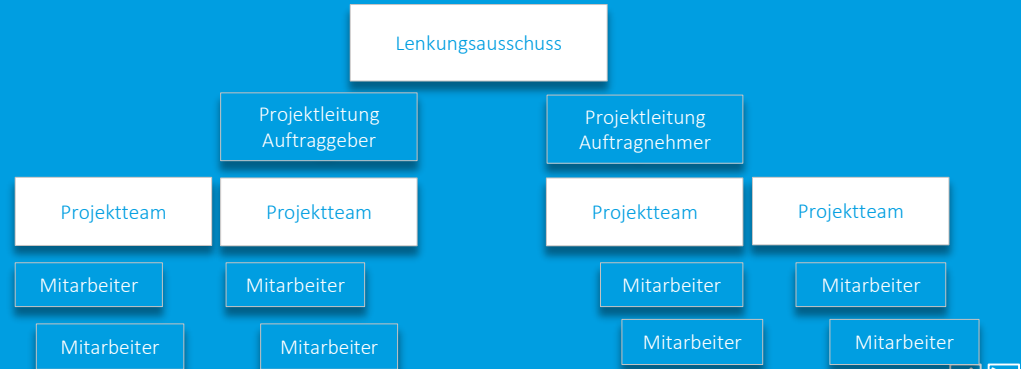 Lenkungsausschuss
Projektleitung
Auftraggeber
Projektleitung
Auftragnehmer
Projektteam
Projektteam
Projektteam
Projektteam
Mitarbeiter
Mitarbeiter
Mitarbeiter
Mitarbeiter
Mitarbeiter
Mitarbeiter
Mitarbeiter
Mitarbeiter